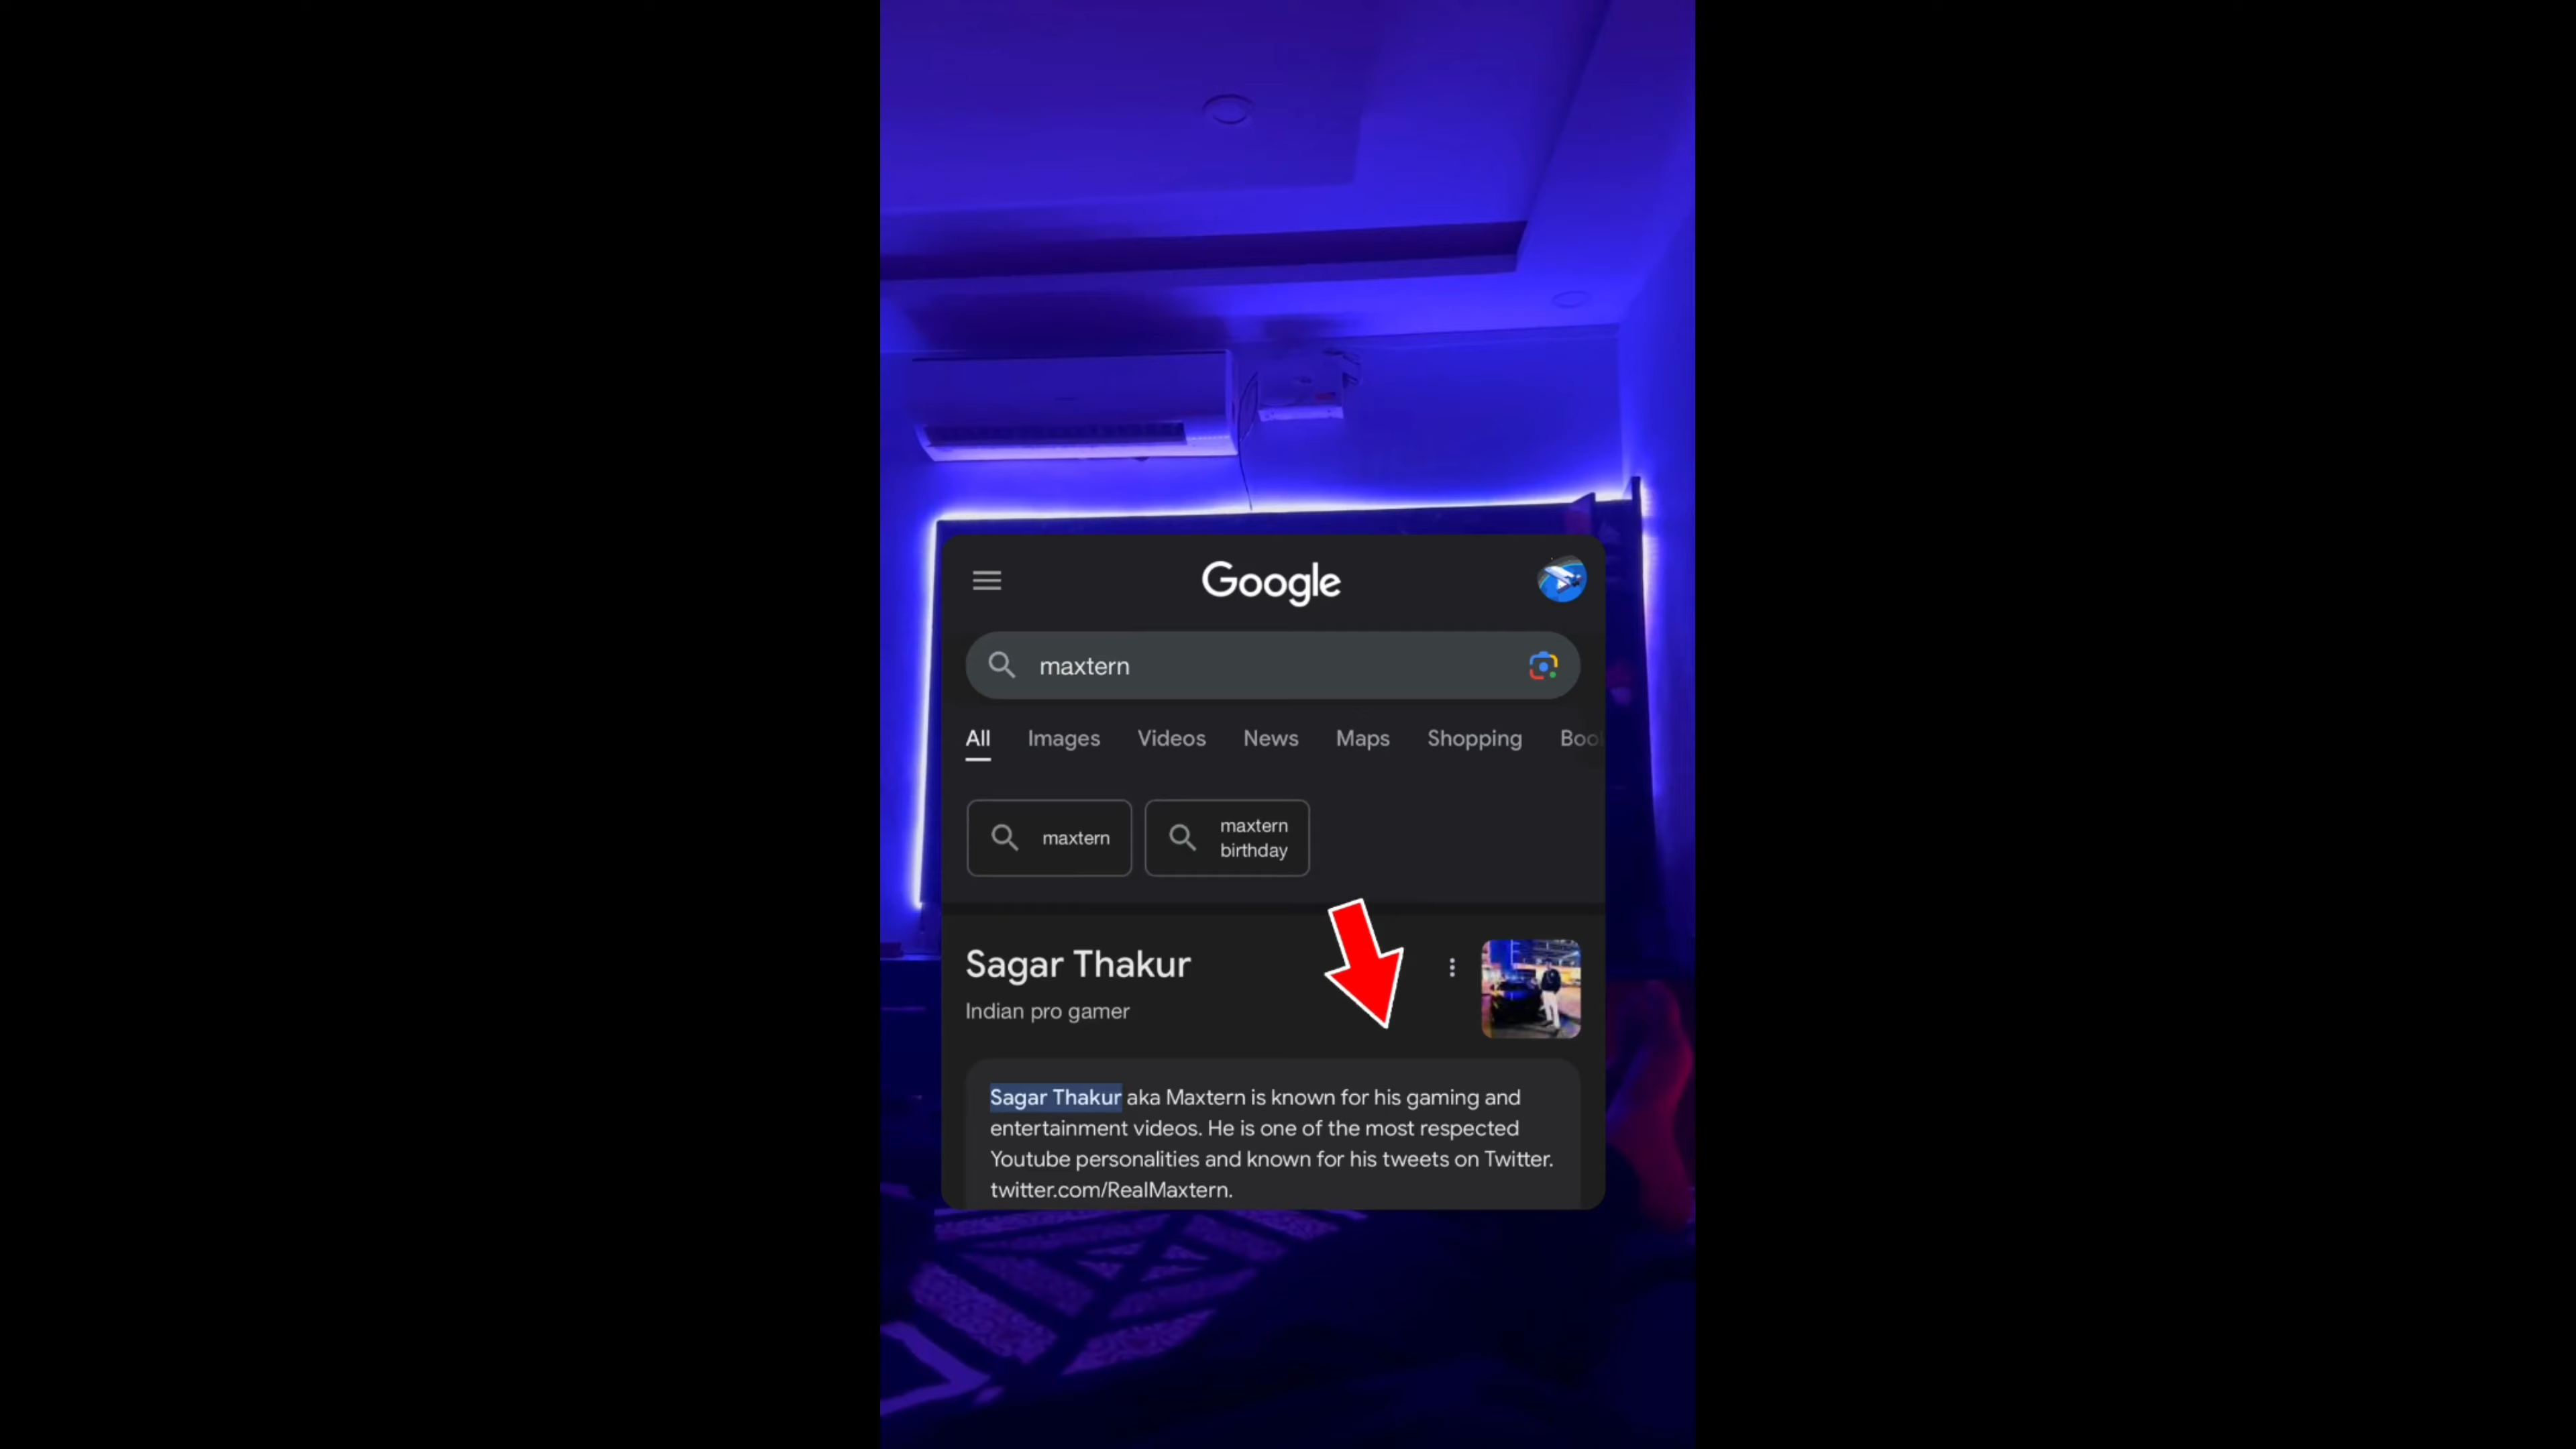 Google
maxtern
All Images Videos News Maps Shopping
maxtern
maxtern
birthday
Sagar Thakur
Indian pro gamer
Sagar Thakur aka Maxtern is known for his gaming and
entertainment videos. He is one of the most respected
Youtube personalities and known for his tweets on Twitter.
twitter.com/RealMaxtern.